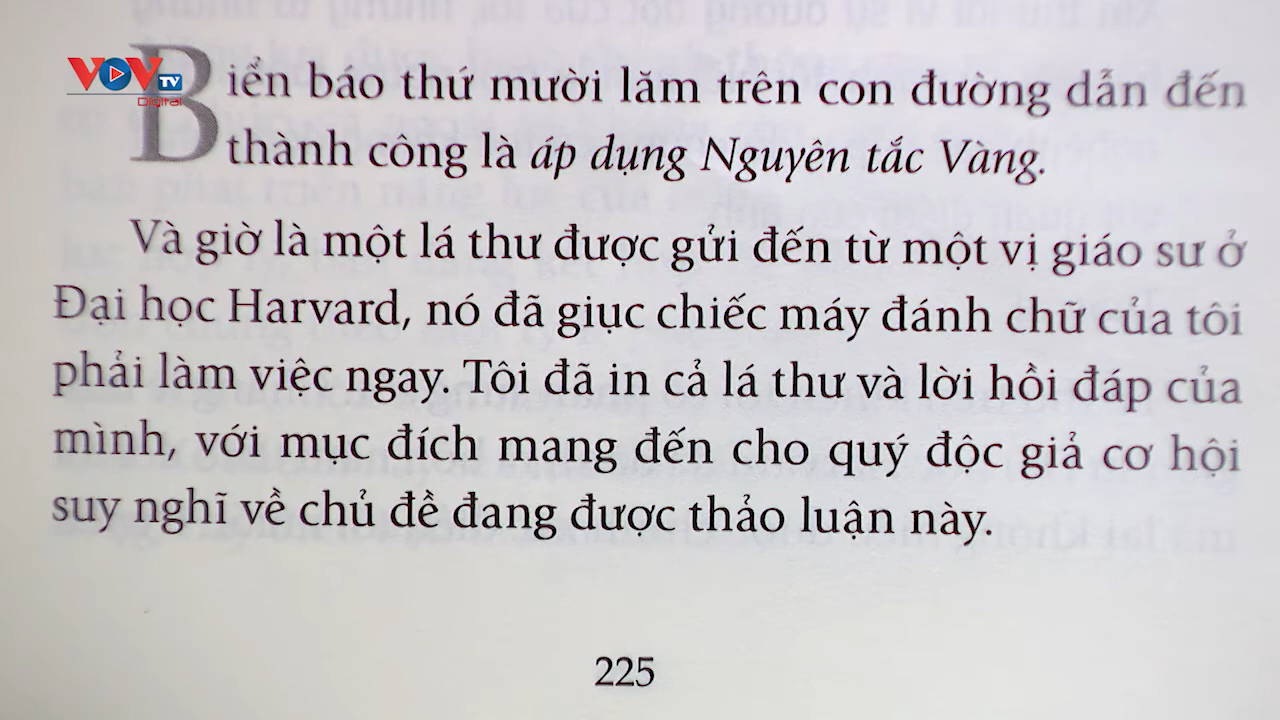 VOVTV
Digital
Biển báo thứ mười lăm trên con đường dẫn đến
thành công là áp dụng Nguyên tắc Vàng.
Và giờ là một lá thư được gửi đến từ một vị giáo sư ở
Đại học Harvard, nó đã giục chiếc máy đánh chữ của tôi
phải làm việc ngay. Tôi đã in cả lá thư và lời hồi đáp của
mình, với mục đích mang đến cho quý độc giả cơ hội
suy nghĩ về chủ đề đang được thảo luận này.
225